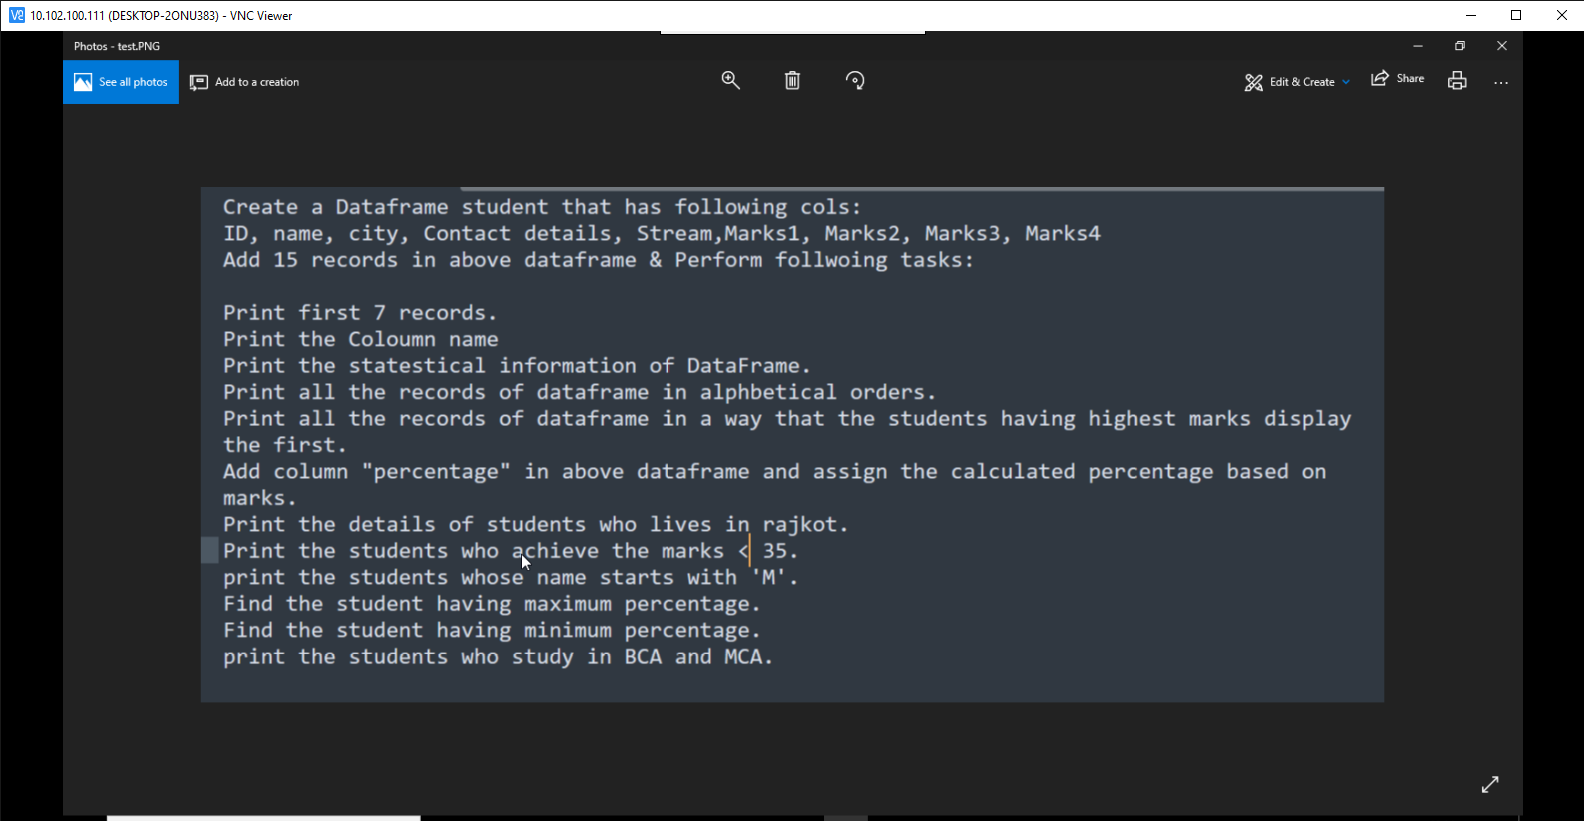 10.102.100.111 (DESKTOP-2ONU383) - VNC Viewer
Photos - test.PNG
See all photos
Add to a creation
Edit & Create
Share
Create a Dataframe student that has following cols:
ID, name, city, Contact details, Stream,Marks1, Marks2, Marks3, Marks4
Add 15 records in above dataframe & Perform follwoing tasks:
Print first 7 records.
Print the Coloumn name
Print the statestical information of DataFrame.
Print all the records of dataframe in alphbetical orders.
Print all the records of dataframe in a way that the students having highest marks display
the first.
Add column "percentage" in above dataframe and assign the calculated percentage based on
marks.
Print the details of students who lives in rajkot.
Print the students who achieve the marks < 35.
print the students whose name starts with 'M'.
Find the student having maximum percentage.
Find the student having minimum percentage.
print the students who study in BCA and MCA.